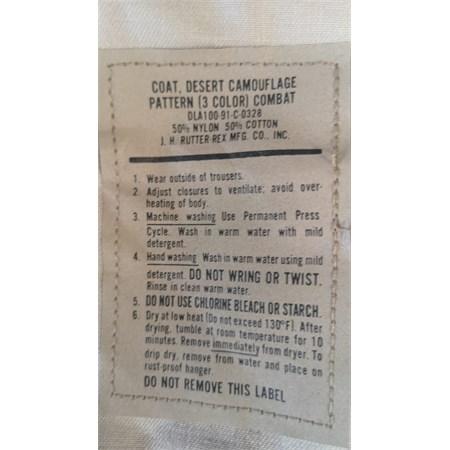 COAT, DESERT CAMOUFLAGE
PATTERN (3 COLOR) COMBAT
DLA100-91-C-0328
50% NYLON 50% COTTON
J. H. RUTTER-REX MFG. CO., INC.
1. Wear outside of trousers.
2. Adjust closures to ventilate; avoid over-
heating of body.
3. Machine washing Use Permanent Press
Cycle. Wash in warm water with mild
detergent.
4. Hand washing Wash in warm water using mild
detergent. DO NOT WRING OR TWIST.
Rinse in clean warm water.
5. DO NOT USE CHLORINE BLEACH OR STARCH.
6. Dry at low heat (Do not exceed 130°F). After
drying, tumble at room temperature for 10
minutes. Remove immediately from dryer. To
drip dry, remove from water and place on
rust-proof hanger.
DO NOT REMOVE THIS LABEL